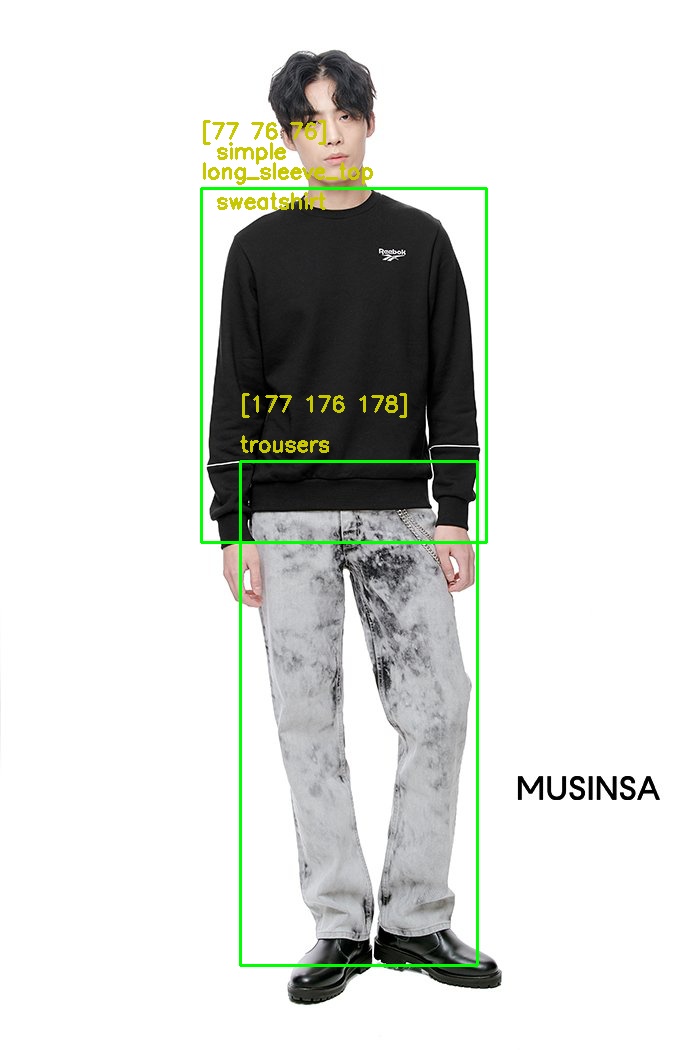 [77 76 76]
simple
long_sleeve_top
sweatshirt
Reebok
[177 176 178]
trousers
MUSINSA